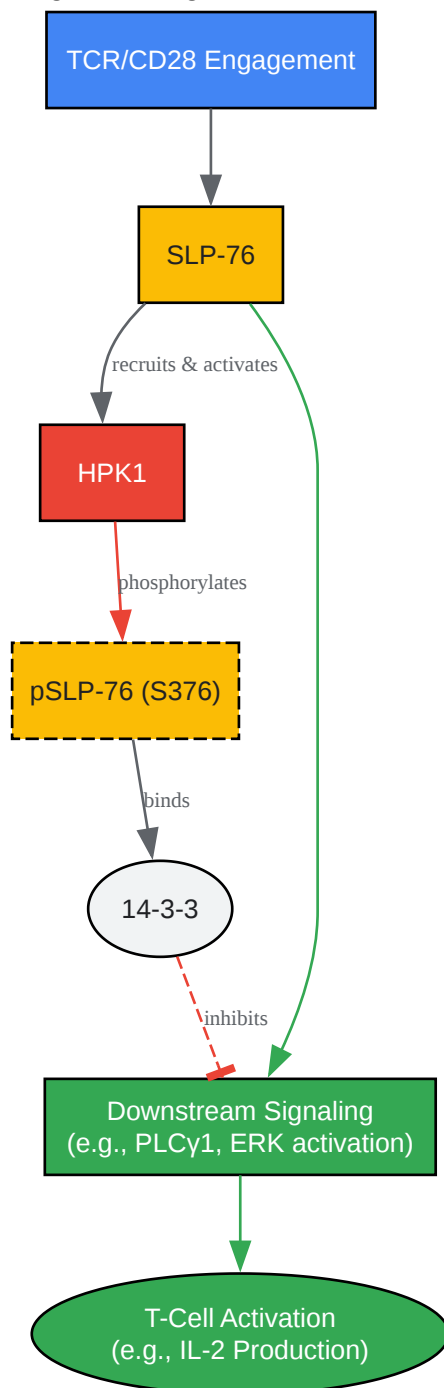 TCR/CD28 Engagement
SLP-76
recruits & activates
HPK1
phosphorylates
pSLP-76 (S376)
binds
14-3-3
inhibits
Downstream Signaling
(e.g., PLCγ1, ERK activation)
T-Cell Activation
(e.g., IL-2 Production)